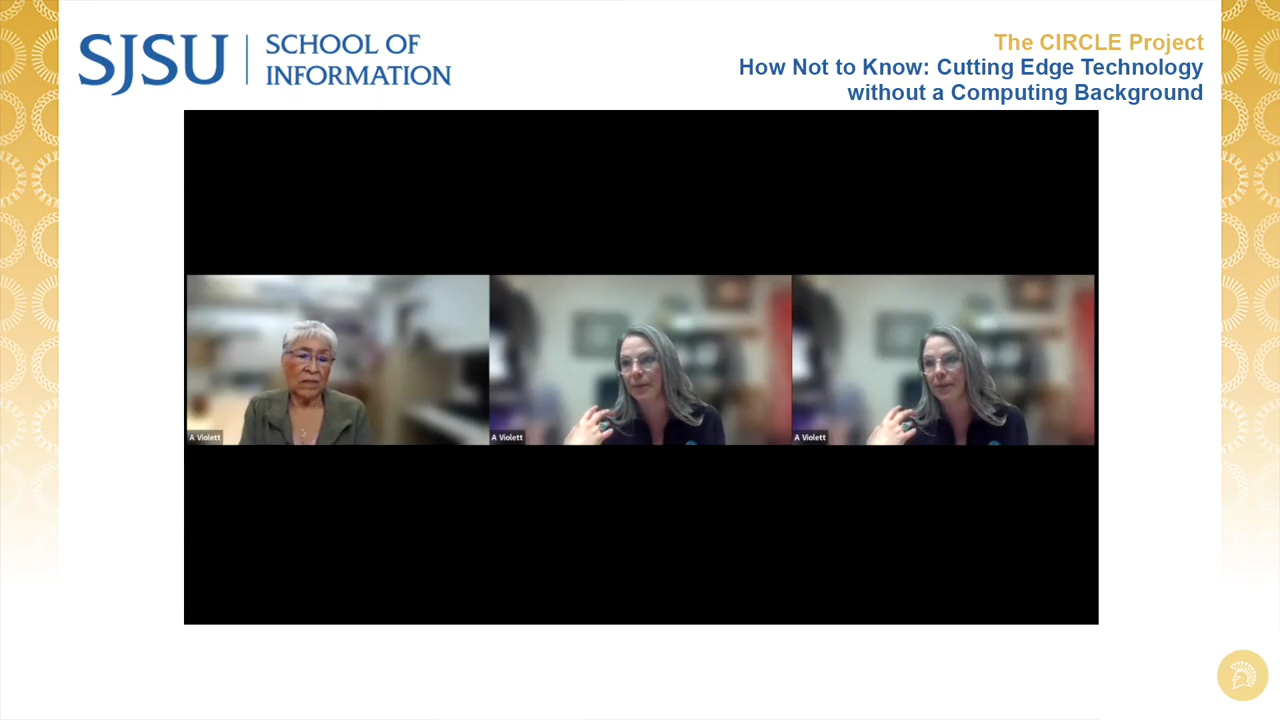 SJSU
SCHOOL OF
INFORMATION
The CIRCLE Project
How Not to Know: Cutting Edge Technology
without a Computing Background
A Violett
A Violett
A Violett